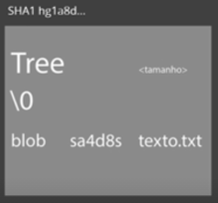 SHA1 hg1a8d...
Tree <tamanho>
\0
blob sa4d8s texto.txt